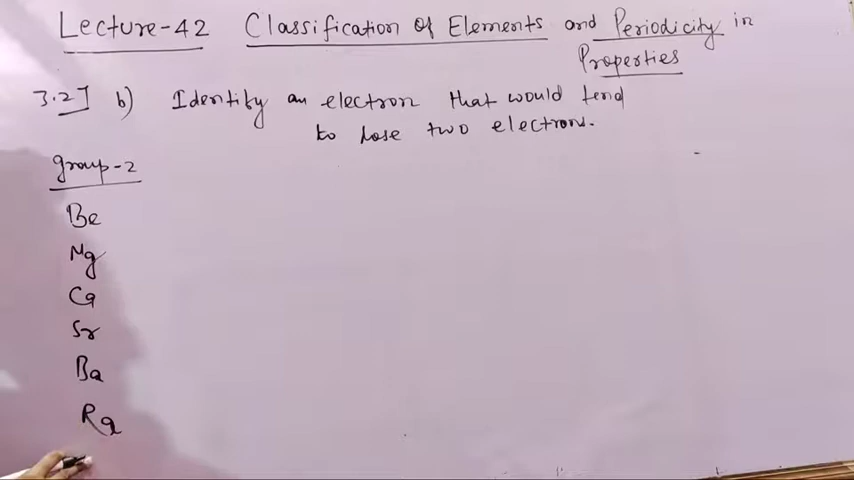 Lecture-42 Classification of Elements and Periodicity in
Properties
3.27 b) Identify an electron that would tend
to lose two electrons.
group-2
Be
Mg
Ca
Sr
Ba
Ra